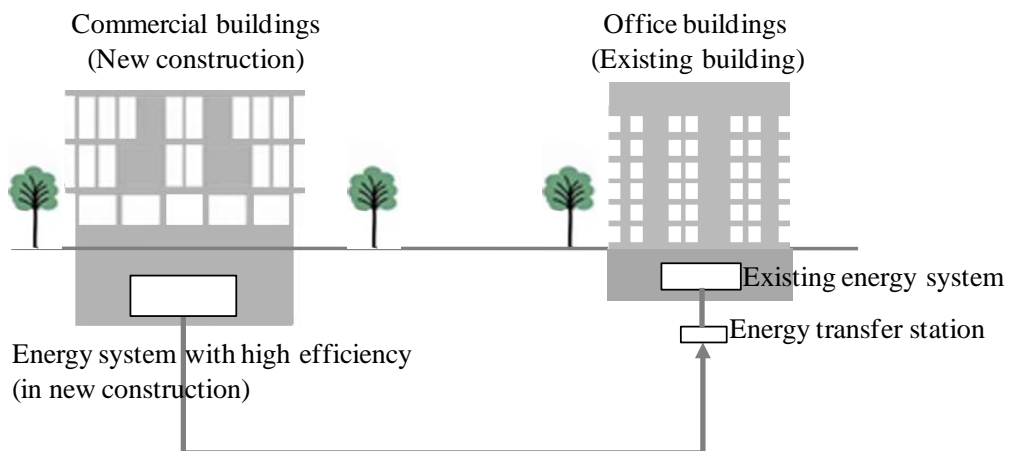 Commercial buildings
(New construction)
Office buildings
(Existing building)
Existing energy system
Energy transfer station
Energy system with high efficiency
(in new construction)